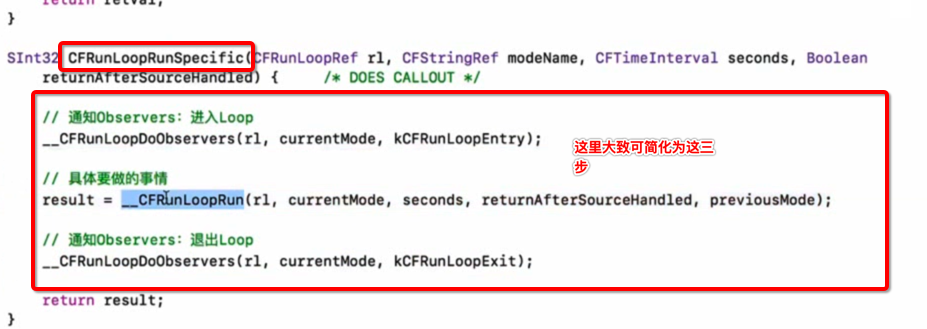 return retval;
}
SInt32 CFRunLoopRunSpecific(CFRunLoopRef rl, CFStringRef modeName, CFTimeInterval seconds, Boolean
returnAfterSourceHandled) { /* DOES CALLOUT */
// 通知Observers：进入Loop
__CFRunLoopDoObservers(rl, currentMode, kCFRunLoopEntry);
这里大致可简化为这三
步
// 具体要做的事情
result = __CFRunLoopRun(rl, currentMode, seconds, returnAfterSourceHandled, previousMode);
// 通知Observers：退出Loop
__CFRunLoopDoObservers(rl, currentMode, kCFRunLoopExit);
return result;
}